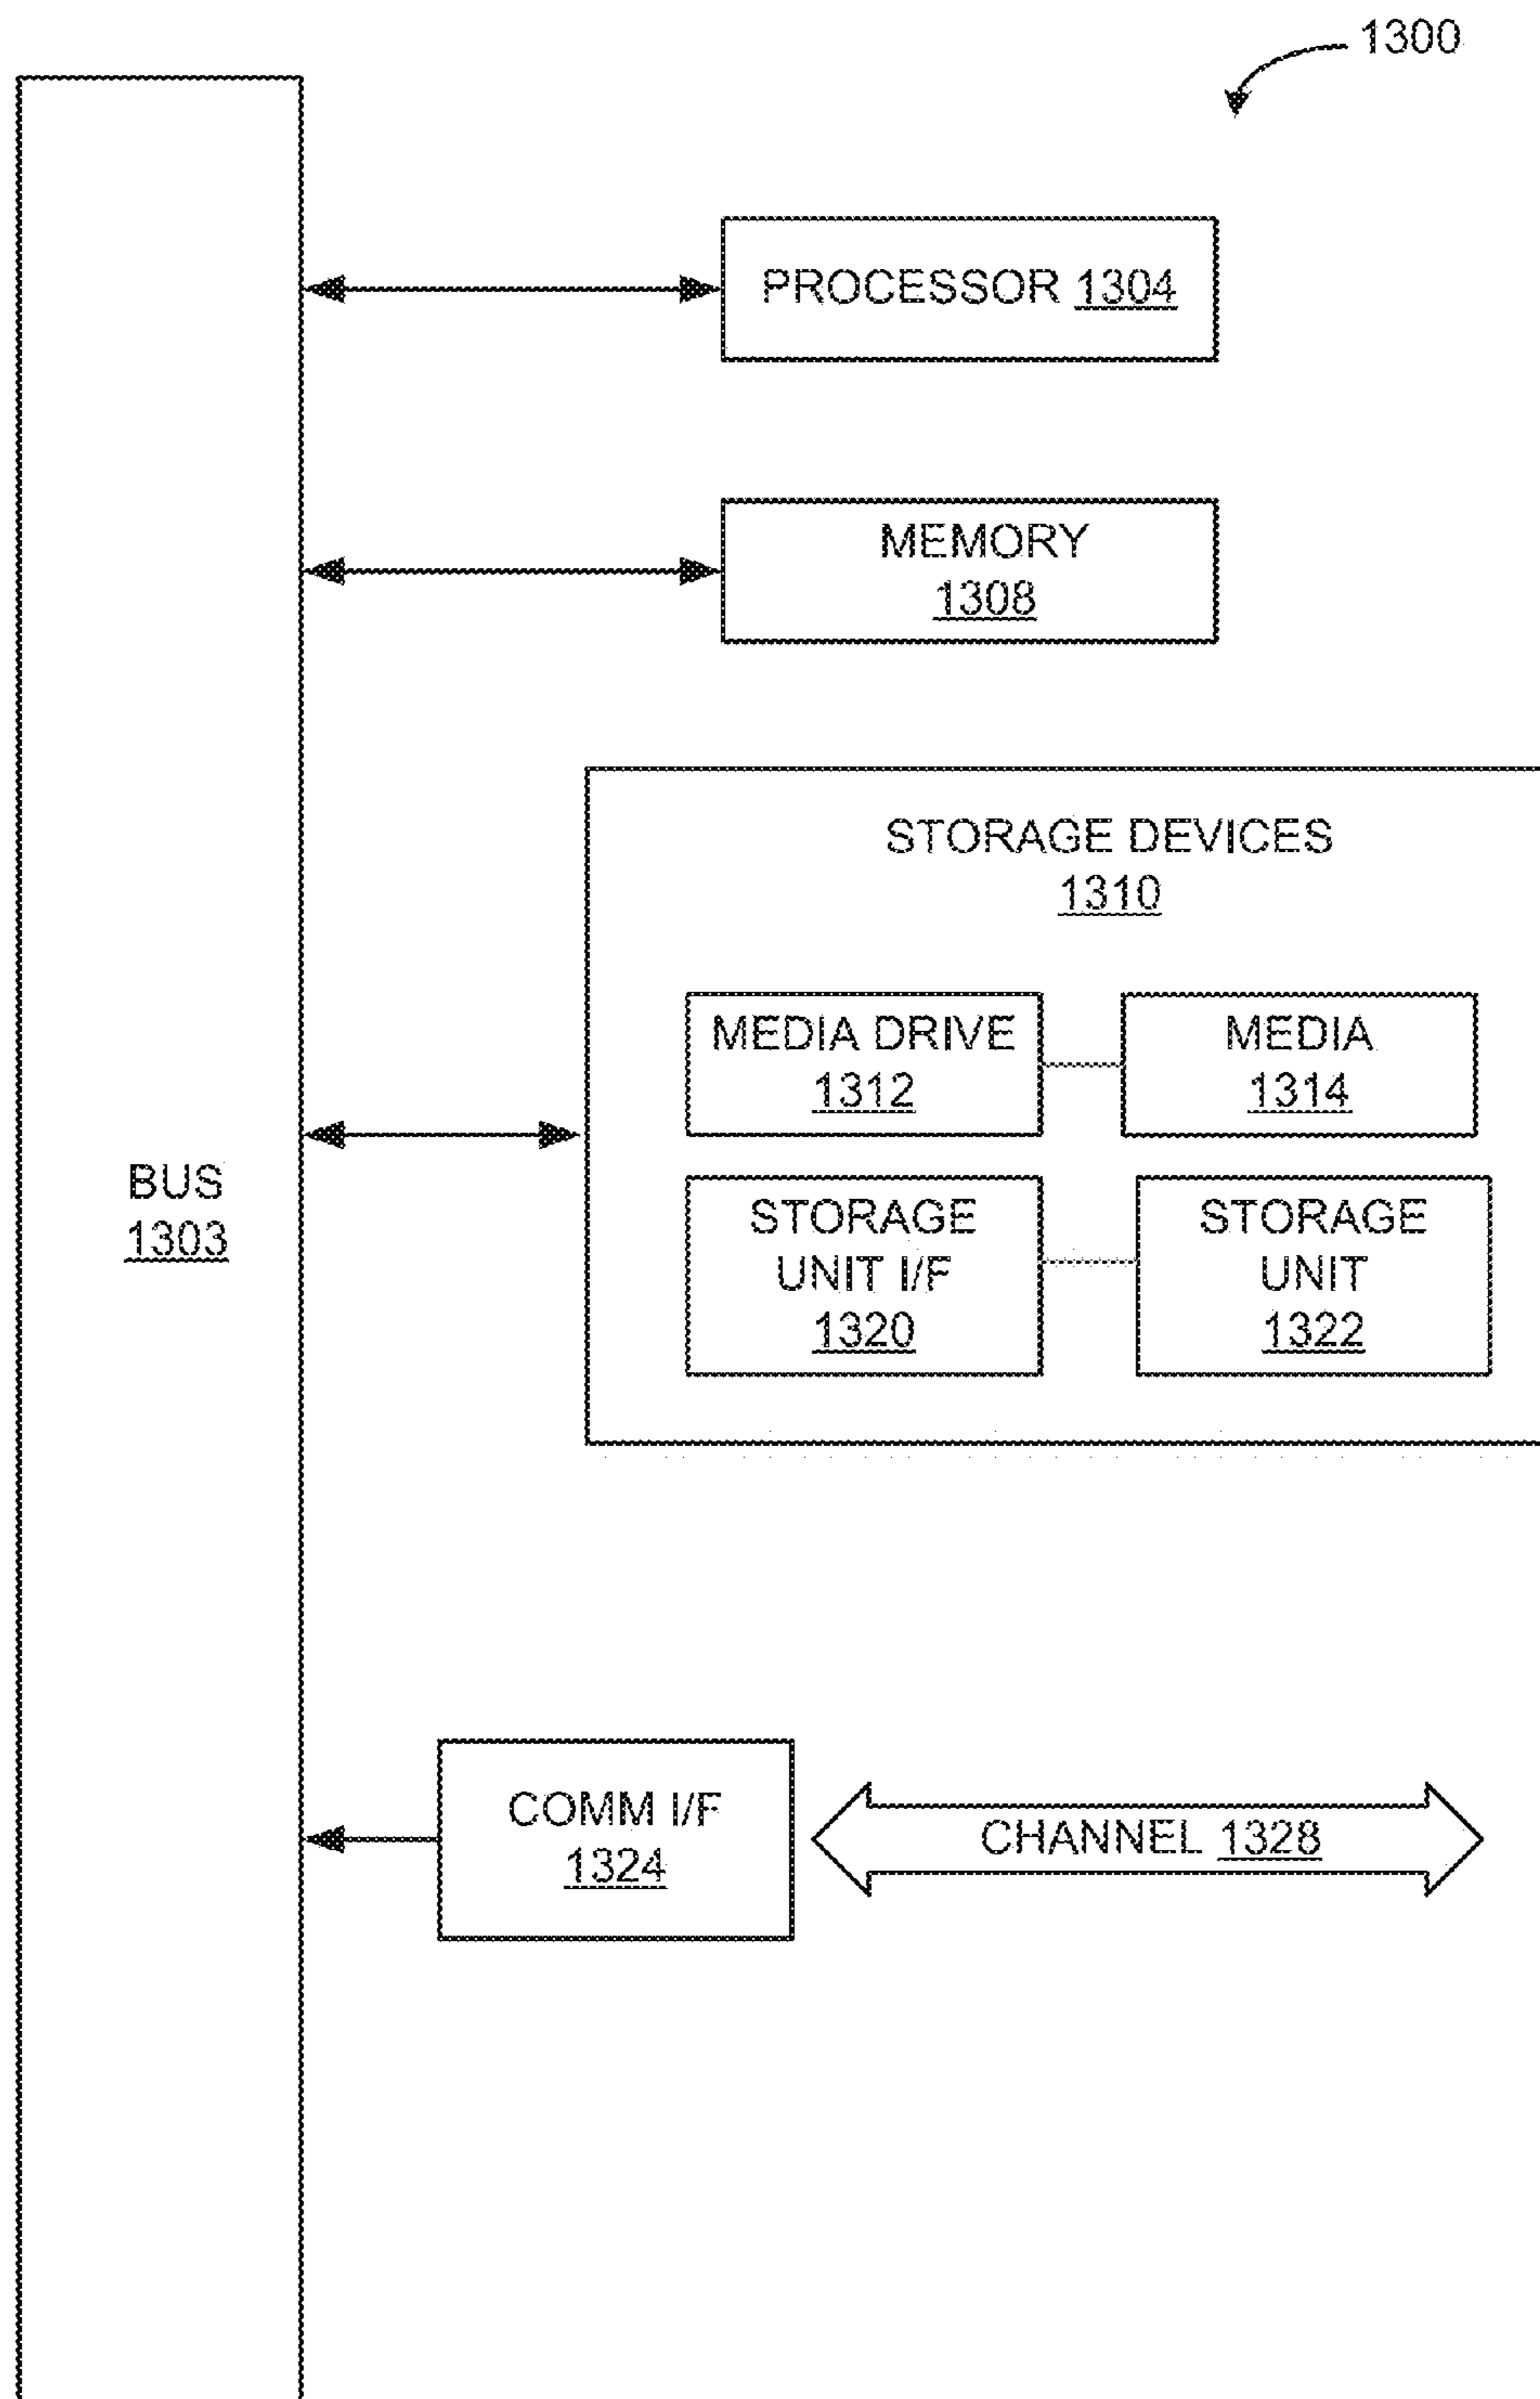 1300
PROCESSOR 1304
MEMORY
1308
STORAGE DEVICES
1310
MEDIA DRIVE
1312
MEDIA
1314
BUS
1303
STORAGE
UNIT I/F
1320
STORAGE
UNIT
1322
COMM I/F
1324
CHANNEL 1328